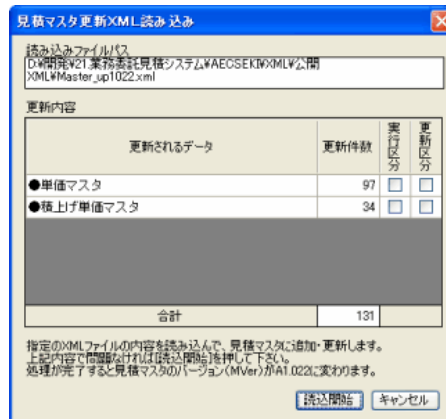 見積マスタ更新XML読み込み
読み込みファイルパス
D:¥開発¥21.業務委託見積システム¥AECSEKI¥XML¥公開
XML¥Master_up1022.xml
更新内容
更新されるデータ 更新件数 実行区分 更新区分
●単価マスタ 97
●積上げ単価マスタ 34
合計 131
指定のXMLファイルの内容を読み込んで、見積マスタに追加・更新します。
上記内容で問題なければ[読込開始]を押して下さい。
処理が完了すると見積マスタのバージョン(MVer)がA1.022に変わります。
読込開始 キャンセル